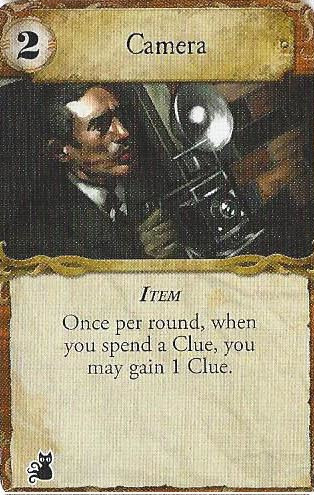 2
Camera
ITEM
Once per round, when
you spend a Clue, you
may gain 1 Clue.